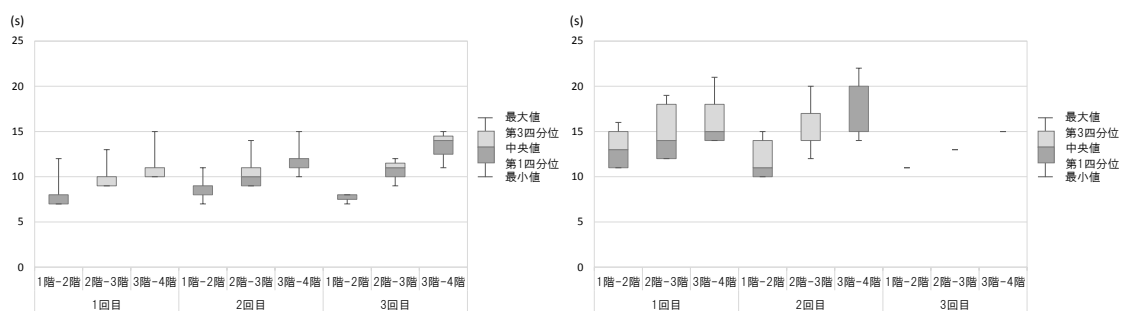 (s)
25
20
15
10
5
0
1階-2階 2階-3階 3階-4階 1階-2階 2階-3階 3階-4階 1階-2階 2階-3階 3階-4階
1回目 2回目 3回目
最大値
第3四分位
中央値
第1四分位
最小値
(s)
25
20
15
10
5
0
1階-2階 2階-3階 3階-4階 1階-2階 2階-3階 3階-4階 1階-2階 2階-3階 3階-4階
1回目 2回目 3回目
最大値
第3四分位
中央値
第1四分位
最小値